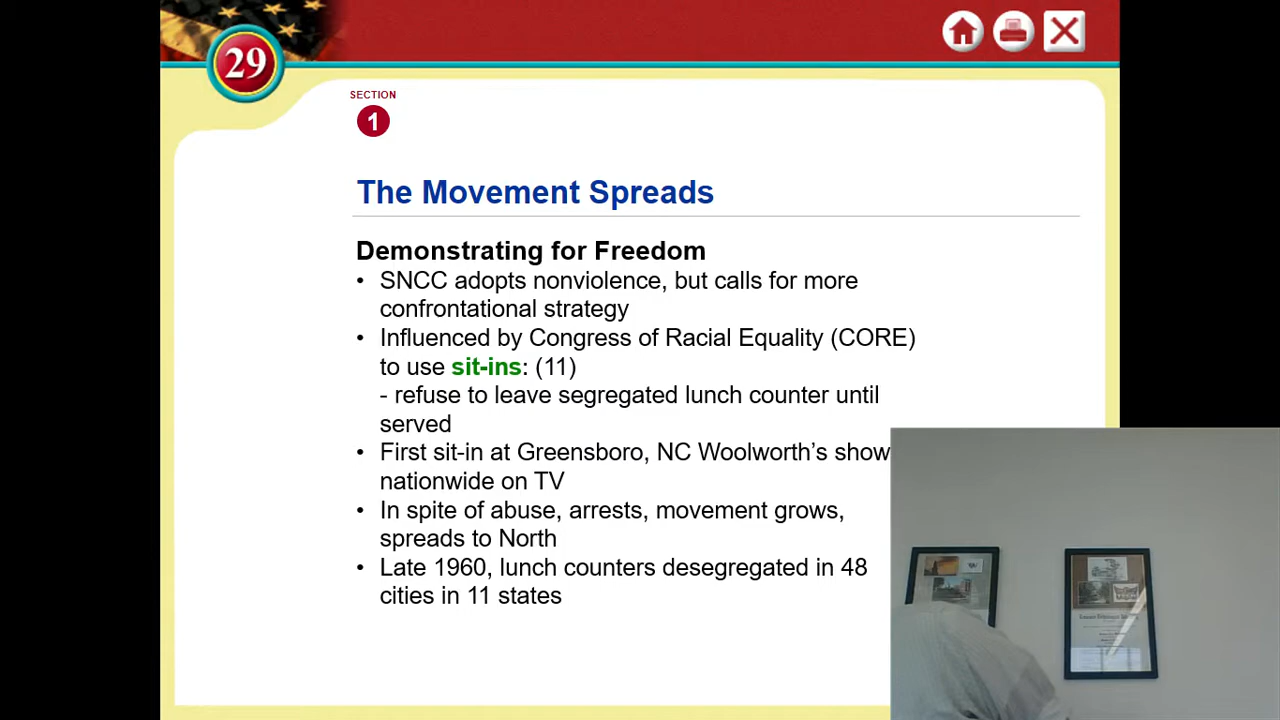 29
SECTION
1
The Movement Spreads
Demonstrating for Freedom
• SNCC adopts nonviolence, but calls for more
confrontational strategy
• Influenced by Congress of Racial Equality (CORE)
to use sit-ins: (11)
- refuse to leave segregated lunch counter until
served
• First sit-in at Greensboro, NC Woolworth’s show
nationwide on TV
• In spite of abuse, arrests, movement grows,
spreads to North
• Late 1960, lunch counters desegregated in 48
cities in 11 states